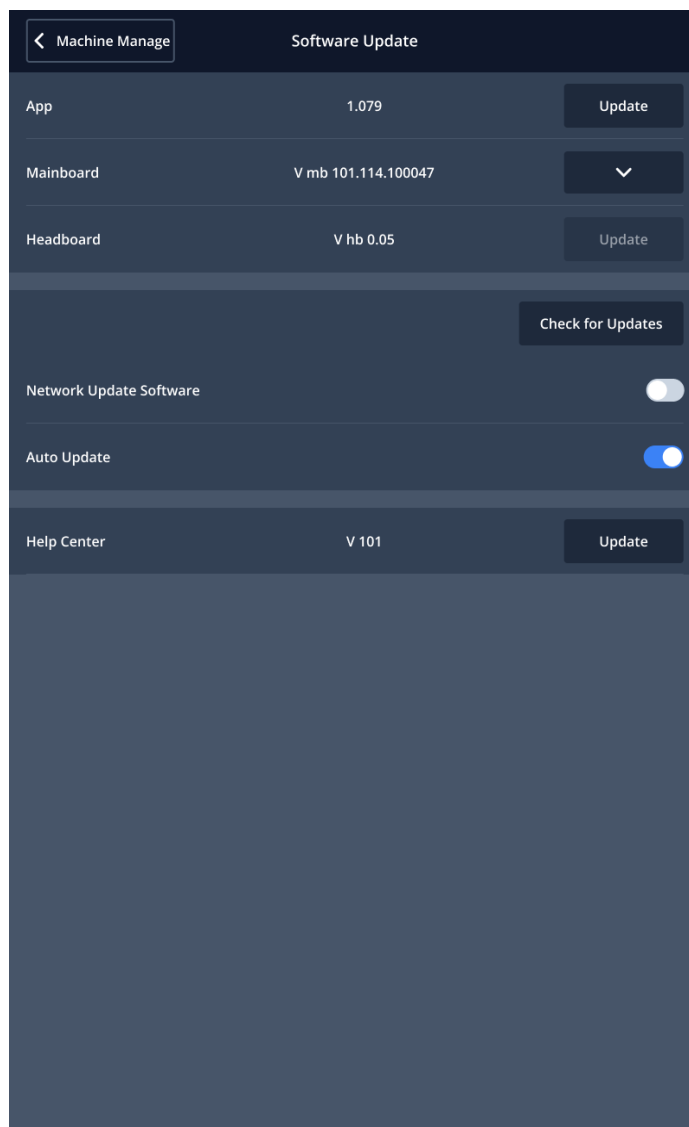 Machine Manage
Software Update
App 1.079 Update
Mainboard V mb 101.114.100047
Headboard V hb 0.05 Update
Check for Updates
Network Update Software
Auto Update
Help Center V 101 Update